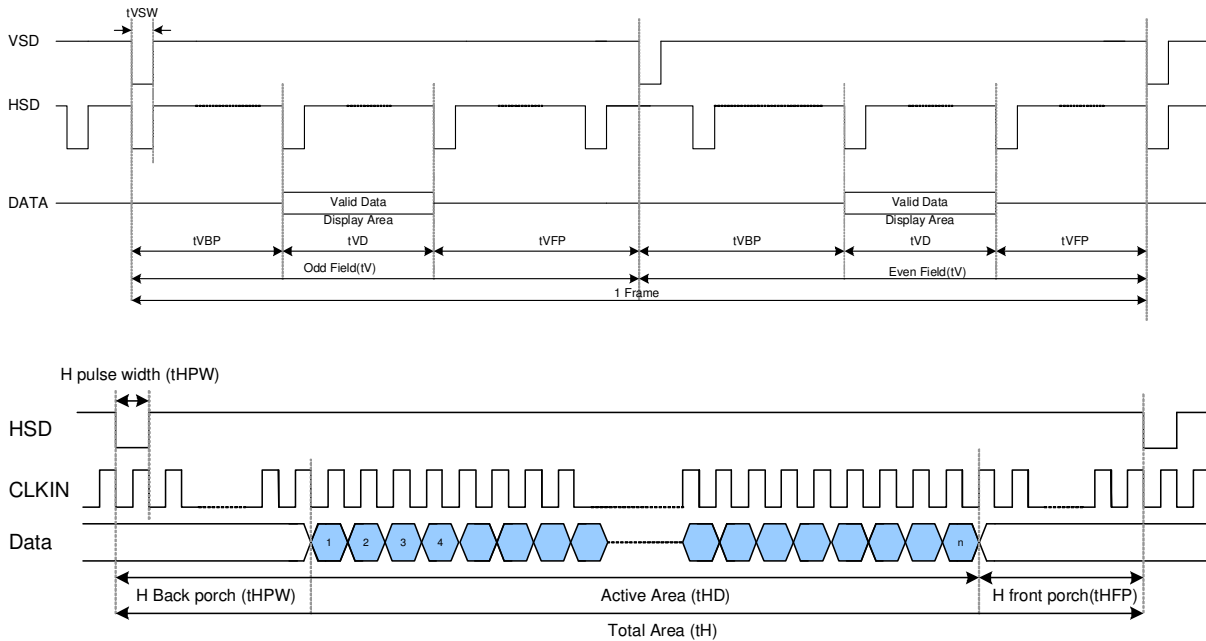 tVSW
VSD
HSD
DATA
Valid Data
Valid Data
Display Area
Display Area
tVBP
tVD
tVFP
tVBP
tVD
tVFP
Odd Field(tV)
Even Field(tV)
1 Frame
H pulse width (tHPW)
HSD
CLKIN
Data
1
2
3
4
n
H Back porch (tHPW)
Active Area (tHD)
H front porch(tHFP)
Total Area (tH)